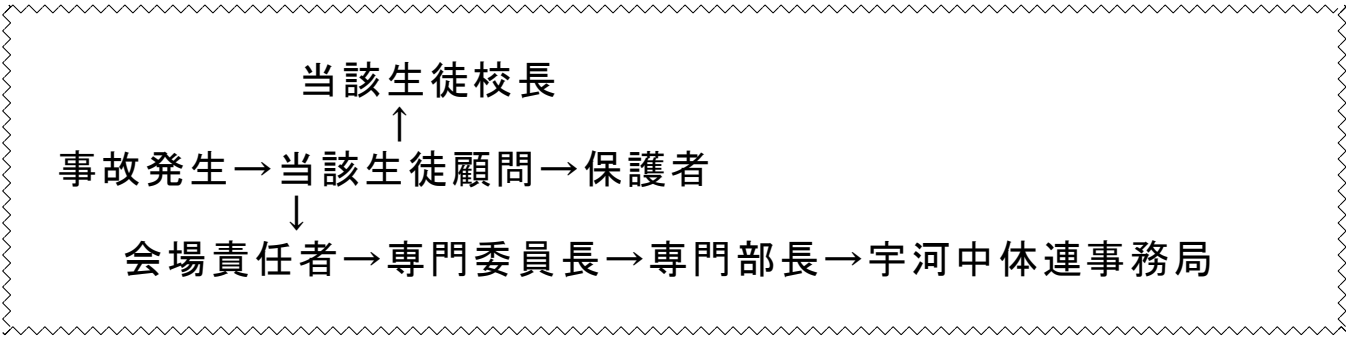 当該生徒校長
↑
事故発生→当該生徒顧問→保護者
↓
会場責任者→専門委員長→専門部長→宇河中体連事務局